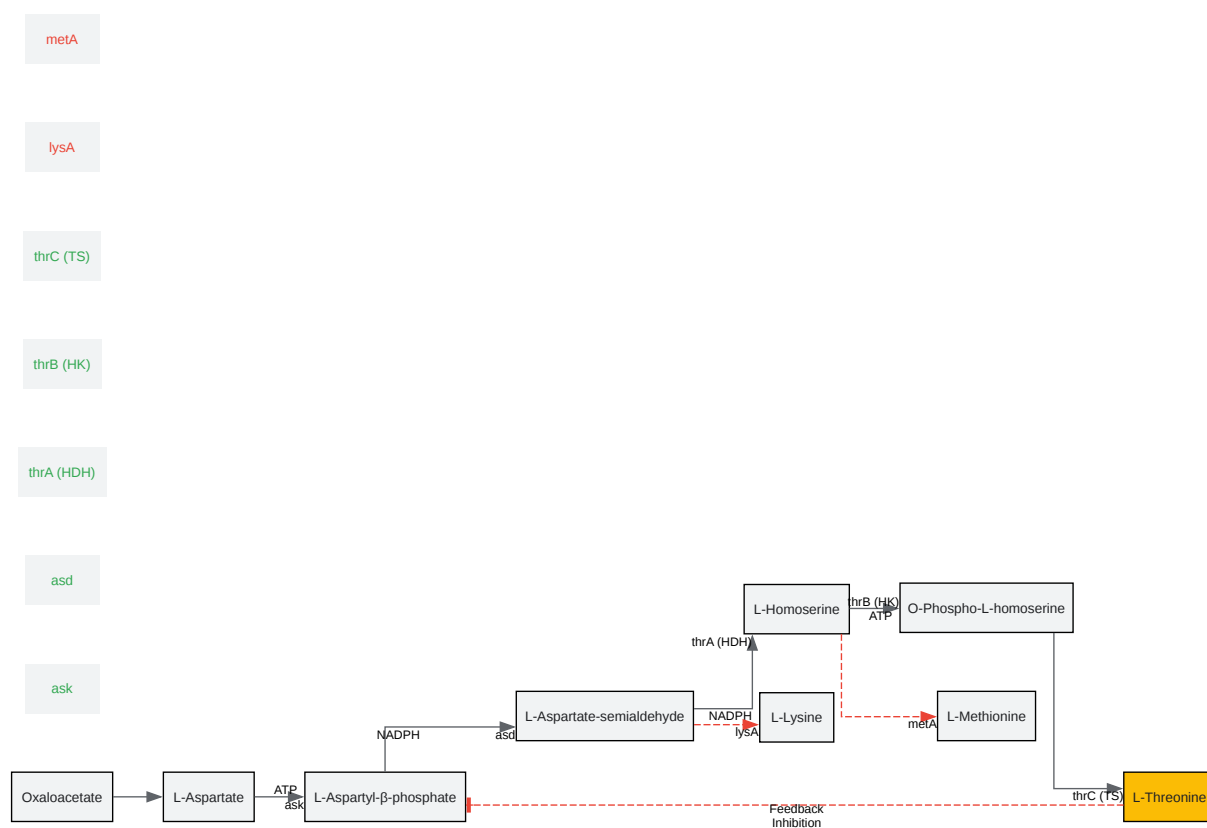 metA
lysA
thrC (TS)
thrB (HK)
thrA (HDH)
asd
ask
L-Homoserine
thrB (HK)
ATP
O-Phospho-L-homoserine
thrA (HDH)
L-Aspartate-semialdehyde
NADPH
lysA
L-Lysine
metA
L-Methionine
NADPH
asd
Oxaloacetate
L-Aspartate
ATP
ask
L-Aspartyl-β-phosphate
Feedback
Inhibition
thrC (TS)
L-Threonine